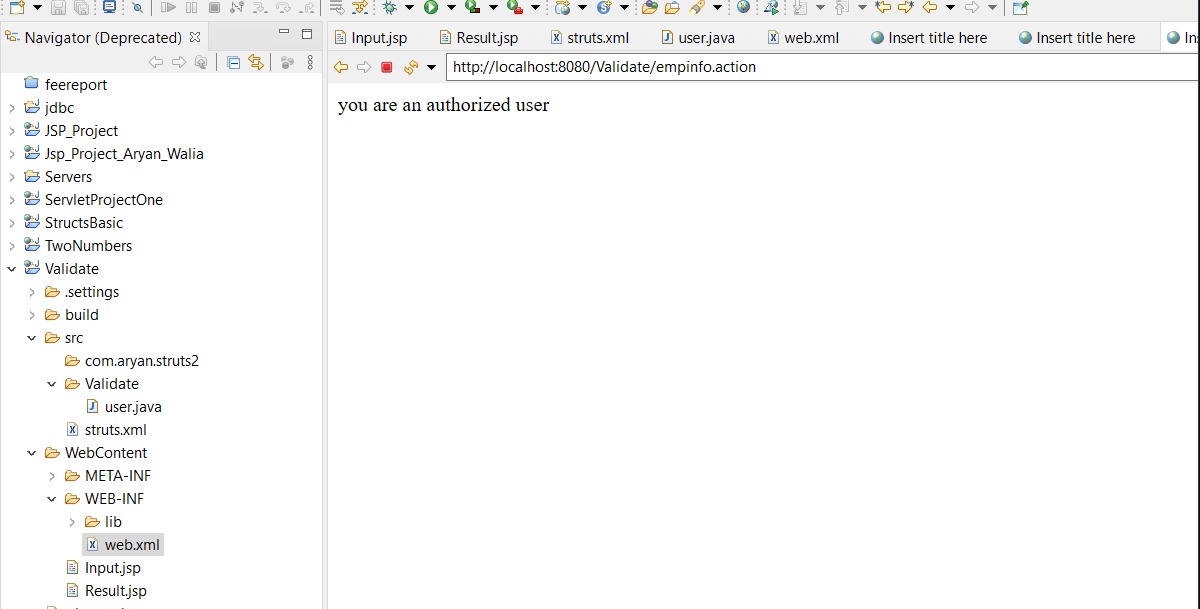 Navigator (Deprecated)
feereport
jdbc
JSP_Project
Jsp_Project_Aryan_Walia
Servers
ServletProjectOne
StructsBasic
TwoNumbers
Validate
.settings
build
src
com.aryan.struts2
Validate
user.java
struts.xml
WebContent
META-INF
WEB-INF
lib
web.xml
Input.jsp
Result.jsp
Input.jsp Result.jsp struts.xml user.java web.xml Insert title here Insert title here In
http://localhost:8080/Validate/empinfo.action
you are an authorized user